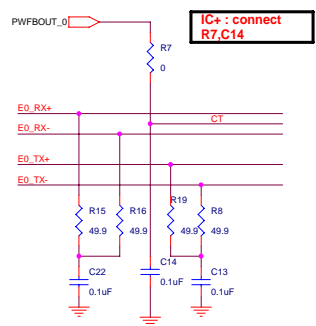 PWFBOUT_0
IC+ : connect
R7,C14
R7
0
E0_RX+
CT
E0_RX-
E0_TX+
E0_TX-
R15
R16
R19
R8
49.9
49.9
49.9
49.9
C22
C14
C13
0.1uF
0.1uF
0.1uF